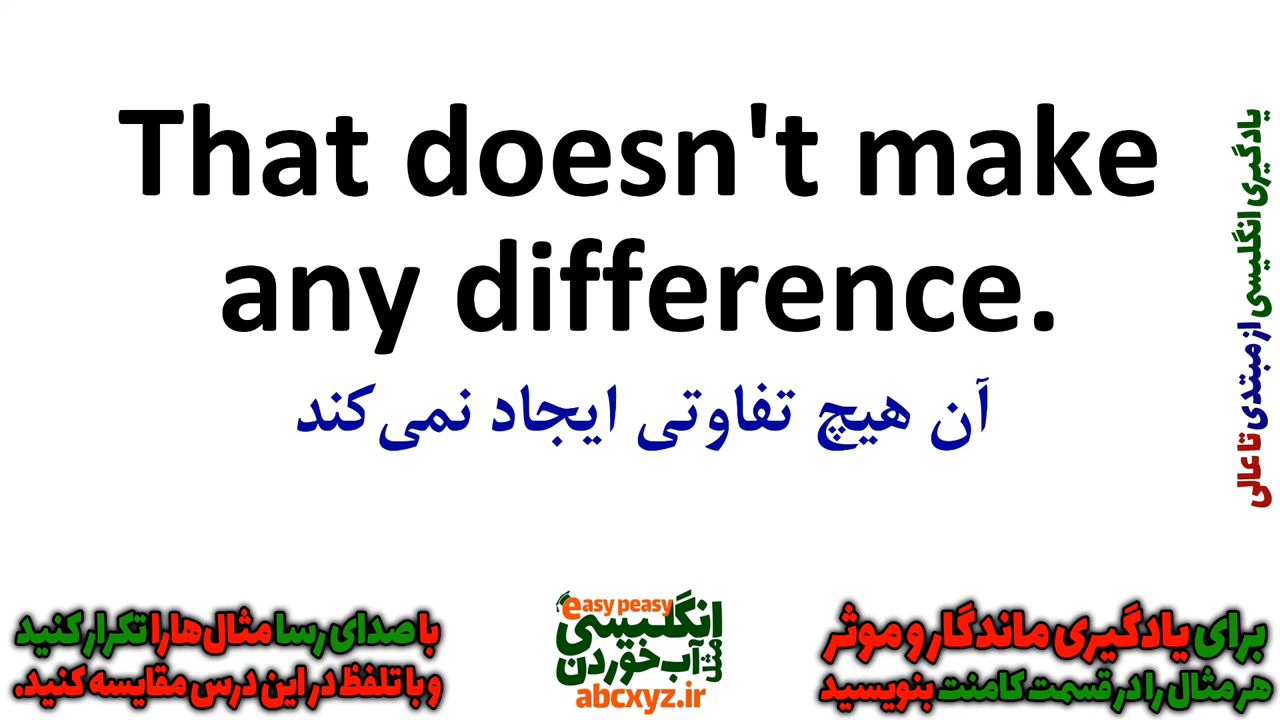 That doesn't make
any difference.
آن هیچ تفاوتی ایجاد نمی‌کند
یادگیری انگلیسی از مبتدی تا عالی
با صدای رسا مثال‌ها را تکرار کنید
و با تلفظ در این درس مقایسه کنید.
easy peasy
انگلیسی
مثل آب خوردن
abcxyz.ir
برای یادگیری ماندگار و موثر
هر مثال را در قسمت کامنت بنویسید